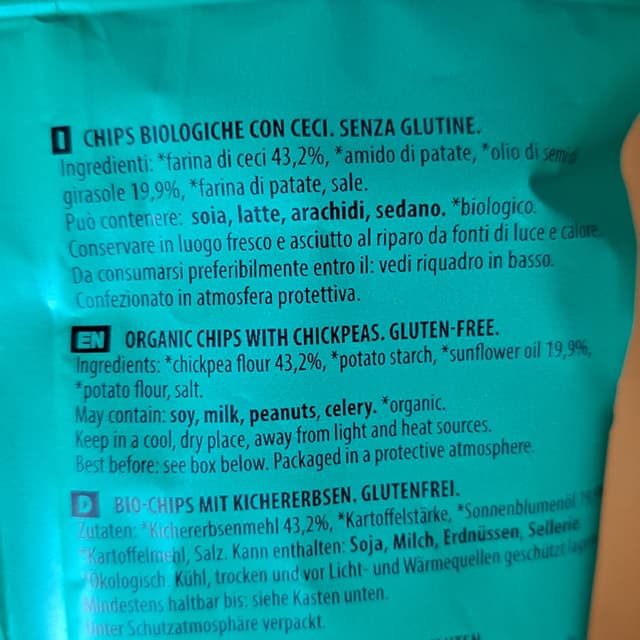 I CHIPS BIOLOGICHE CON CECI. SENZA GLUTINE.
Ingredienti: *farina di ceci 43,2%, *amido di patate, *olio di semi di
girasole 19,9%, *farina di patate, sale.
Può contenere: soia, latte, arachidi, sedano. *biologico.
Conservare in luogo fresco e asciutto al riparo da fonti di luce e calore.
Da consumarsi preferibilmente entro il: vedi riquadro in basso.
Confezionato in atmosfera protettiva.
EN ORGANIC CHIPS WITH CHICKPEAS. GLUTEN-FREE.
Ingredients: *chickpea flour 43,2%, *potato starch, *sunflower oil 19,9%,
*potato flour, salt.
May contain: soy, milk, peanuts, celery. *organic.
Keep in a cool, dry place, away from light and heat sources.
Best before: see box below. Packaged in a protective atmosphere.
D BIO-CHIPS MIT KICHERERBSEN. GLUTENFREI.
Zutaten: *Kichererbsenmehl 43,2%, *Kartoffelstärke, *Sonnenblumenöl
*Kartoffelmehl, Salz. Kann enthalten: Soja, Milch, Erdnüssen, Sellerie
*Ökologisch. Kühl, trocken und vor Licht- und Wärmequellen geschützt
Mindestens haltbar bis: siehe Kasten unten.
Unter Schutzatmosphäre verpackt.